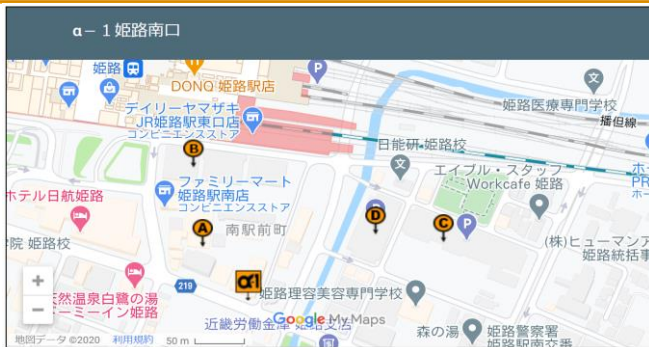 α－１姫路南口
姫路
DONQ 姫路駅店
P
姫路医療専門学校
播但線
デイリーヤマザキ
JR姫路駅東口店
コンビニエンスストア
日能研 姫路校
B
エイブル・スタッフ
Workcafe 姫路
ホー
PR
ホー
ファミリーマート
姫路駅南店
コンビニエンスストア
ホテル日航姫路
A
南駅前町
D
C
P
学院 姫路校
(株)ヒューマンア
姫路統括事
+
−
天然温泉白鷺の湯
ドーミーイン姫路
219
α1
姫路理容美容専門学校
近畿労働金庫 姫路支店
Google My Maps
森の湯
姫路警察署
姫路駅南交番
地図データ ©2020 利用規約 50 m